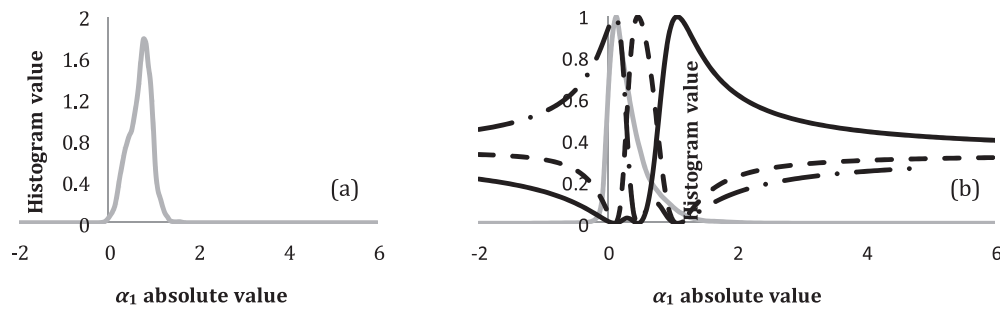 Histogram value
2
1.6
1.2
0.8
0.4
0
-2 0 2 4 6
(a)
α1 absolute value
Histogram value
1
0.8
0.6
0.4
0.2
0
-2 0 2 4 6
(b)
α1 absolute value